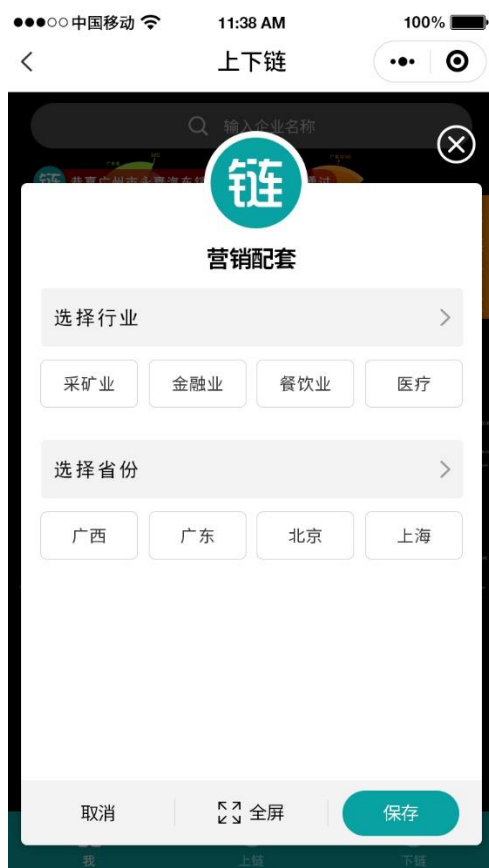 中国移动 11:38 AM 100%
上下链
输入企业名称
链
营销配套
选择行业
采矿业 金融业 餐饮业 医疗
选择省份
广西 广东 北京 上海
取消 全屏 保存
我 上链 下链